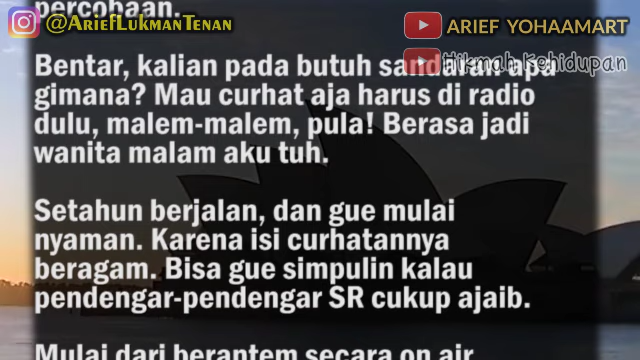 @AriefLukmanTenan
ARIEF YOHAAMART
Hikmah Kehidupan
percobaan.
Bentar, kalian pada butuh sandaran apa
gimana? Mau curhat aja harus di radio
dulu, malem-malem, pula! Berasa jadi
wanita malam aku tuh.
Setahun berjalan, dan gue mulai
nyaman. Karena isi curhatannya
beragam. Bisa gue simpulin kalau
pendengar-pendengar SR cukup ajaib.
Mulai dari berantem secara on air